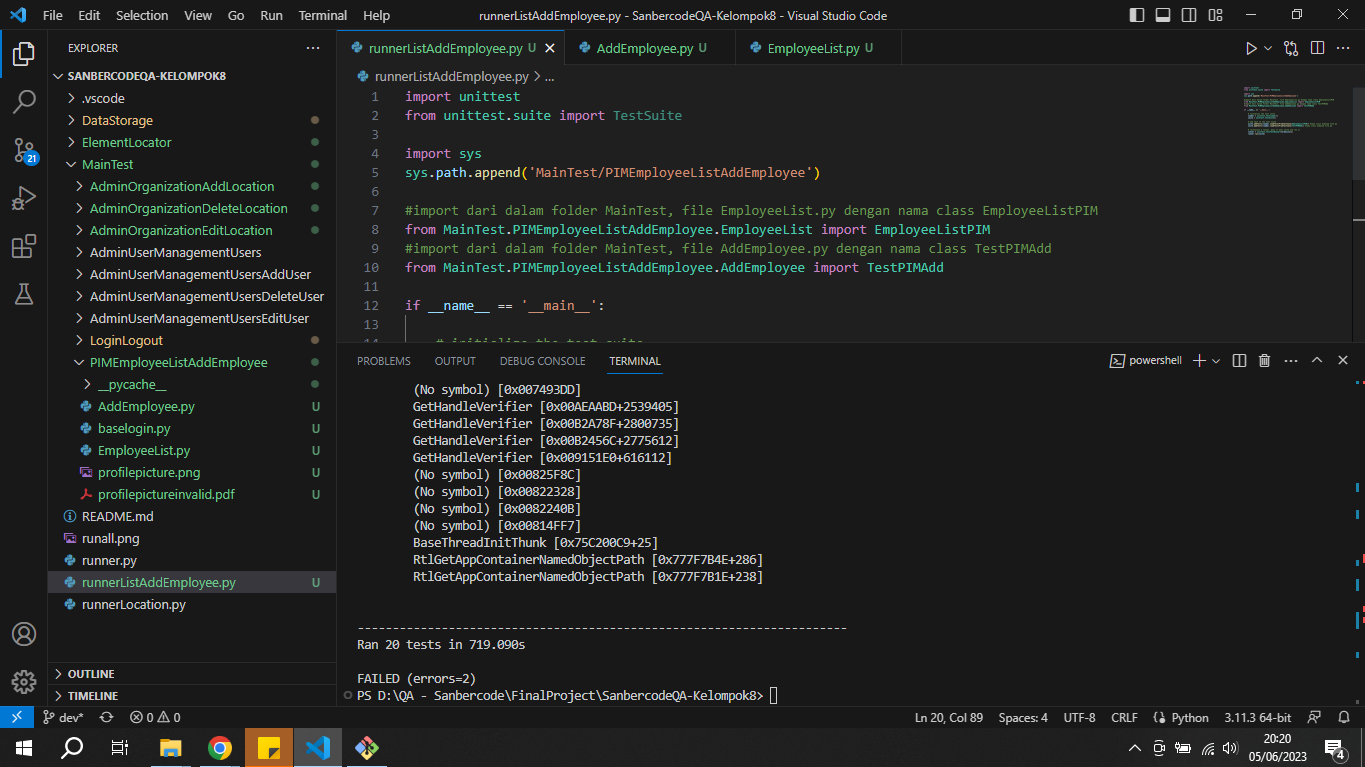 File Edit Selection View Go Run Terminal Help
runnerListAddEmployee.py - SanbercodeQA-Kelompok8 - Visual Studio Code
EXPLORER
SANBERCODEQA-KELOMPOK8
.vscode
DataStorage
ElementLocator
MainTest
AdminOrganizationAddLocation
AdminOrganizationDeleteLocation
AdminOrganizationEditLocation
AdminUserManagementUsers
AdminUserManagementUsersAddUser
AdminUserManagementUsersDeleteUser
AdminUserManagementUsersEditUser
LoginLogout
PIMEmployeeListAddEmployee
__pycache__
AddEmployee.py U
baselogin.py U
EmployeeList.py U
profilepicture.png U
profilepictureinvalid.pdf U
README.md
runall.png
runner.py
runnerListAddEmployee.py U
runnerLocation.py
OUTLINE
TIMELINE
21
runnerListAddEmployee.py U
AddEmployee.py U
EmployeeList.py U
runnerListAddEmployee.py > ...
1 import unittest
2 from unittest.suite import TestSuite
3
4 import sys
5 sys.path.append('MainTest/PIMEmployeeListAddEmployee')
6
7 #import dari dalam folder MainTest, file EmployeeList.py dengan nama class EmployeeListPIM
8 from MainTest.PIMEmployeeListAddEmployee.EmployeeList import EmployeeListPIM
9 #import dari dalam folder MainTest, file AddEmployee.py dengan nama class TestPIMAdd
10 from MainTest.PIMEmployeeListAddEmployee.AddEmployee import TestPIMAdd
11
12 if __name__ == '__main__':
13
PROBLEMS OUTPUT DEBUG CONSOLE TERMINAL
powershell
(No symbol) [0x007493DD]
GetHandleVerifier [0x00AEAABD+2539405]
GetHandleVerifier [0x00B2A78F+2800735]
GetHandleVerifier [0x00B2456C+2775612]
GetHandleVerifier [0x009151E0+616112]
(No symbol) [0x00825F8C]
(No symbol) [0x00822328]
(No symbol) [0x0082240B]
(No symbol) [0x00814FF7]
BaseThreadInitThunk [0x75C200C9+25]
RtlGetAppContainerNamedObjectPath [0x777F7B4E+286]
RtlGetAppContainerNamedObjectPath [0x777F7B1E+238]
----------------------------------------------------------------------
Ran 20 tests in 719.090s
FAILED (errors=2)
PS D:\QA - Sanbercode\FinalProject\SanbercodeQA-Kelompok8>
dev* 0 0
Ln 20, Col 89 Spaces: 4 UTF-8 CRLF Python 3.11.3 64-bit
20:20
05/06/2023
4